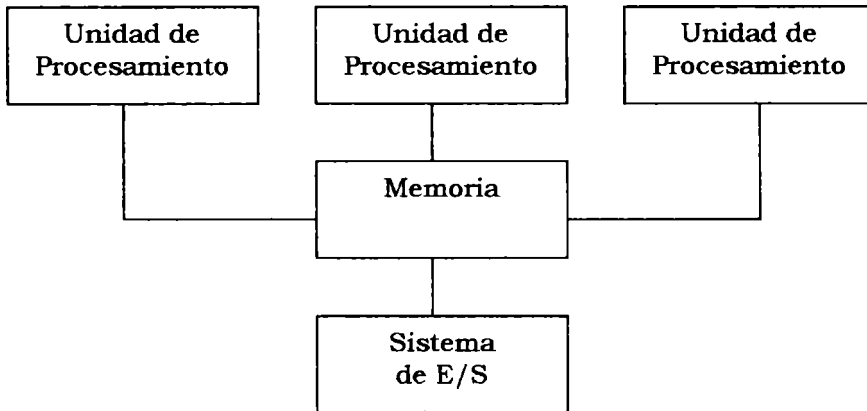 Unidad de
Procesamiento
Unidad de
Procesamiento
Unidad de
Procesamiento
Memoria
Sistema
de E/S